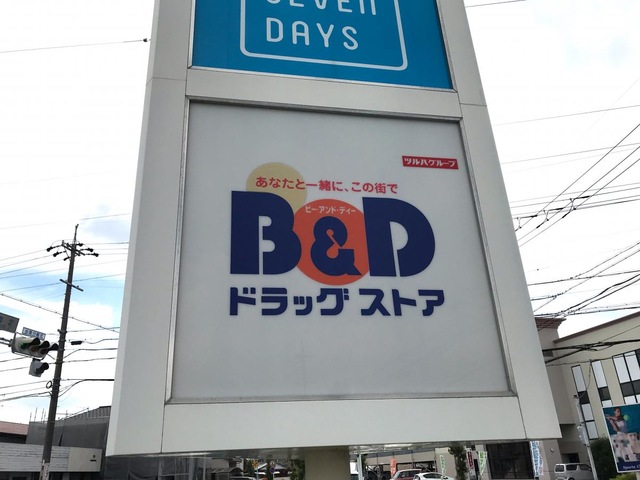 SEVEN
DAYS
ツルハグループ
あなたと一緒に、この街で
ビー・アンド・ディー
B&D
ドラッグストア